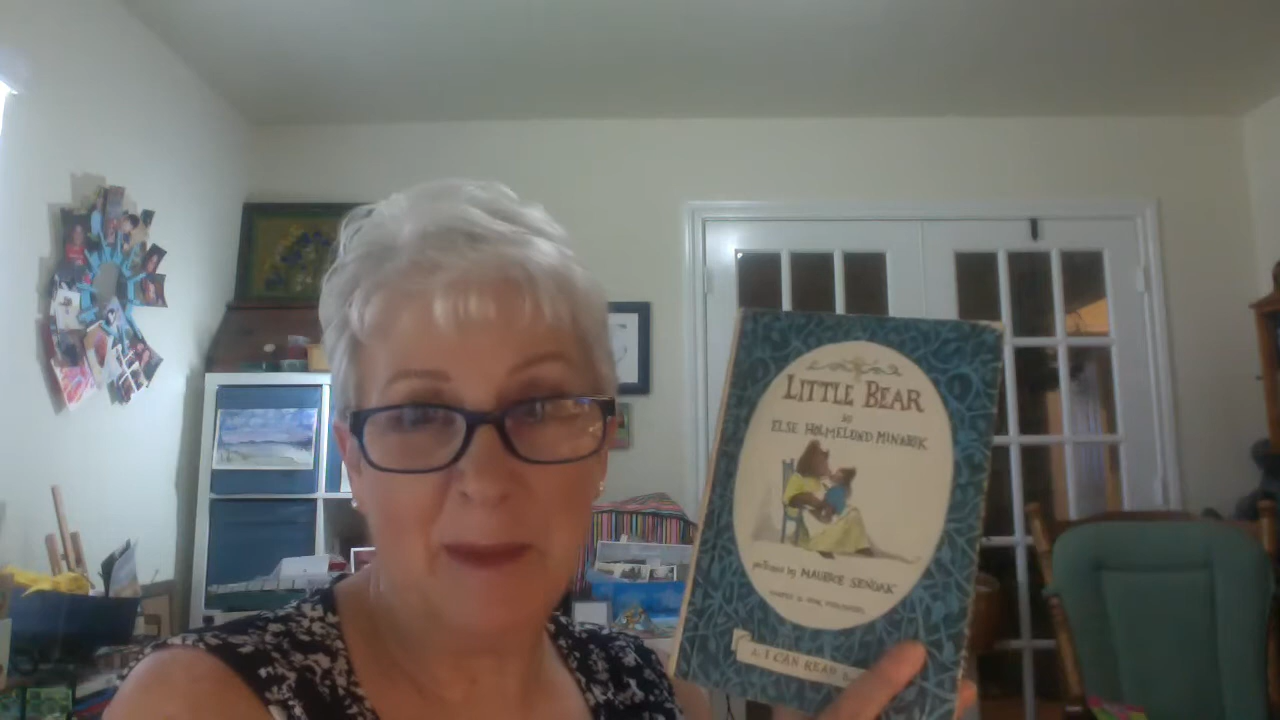 LITTLE BEAR
by
ELSE HOLMELUND MINARIK
pictures by MAURICE SENDAK
I CAN READ